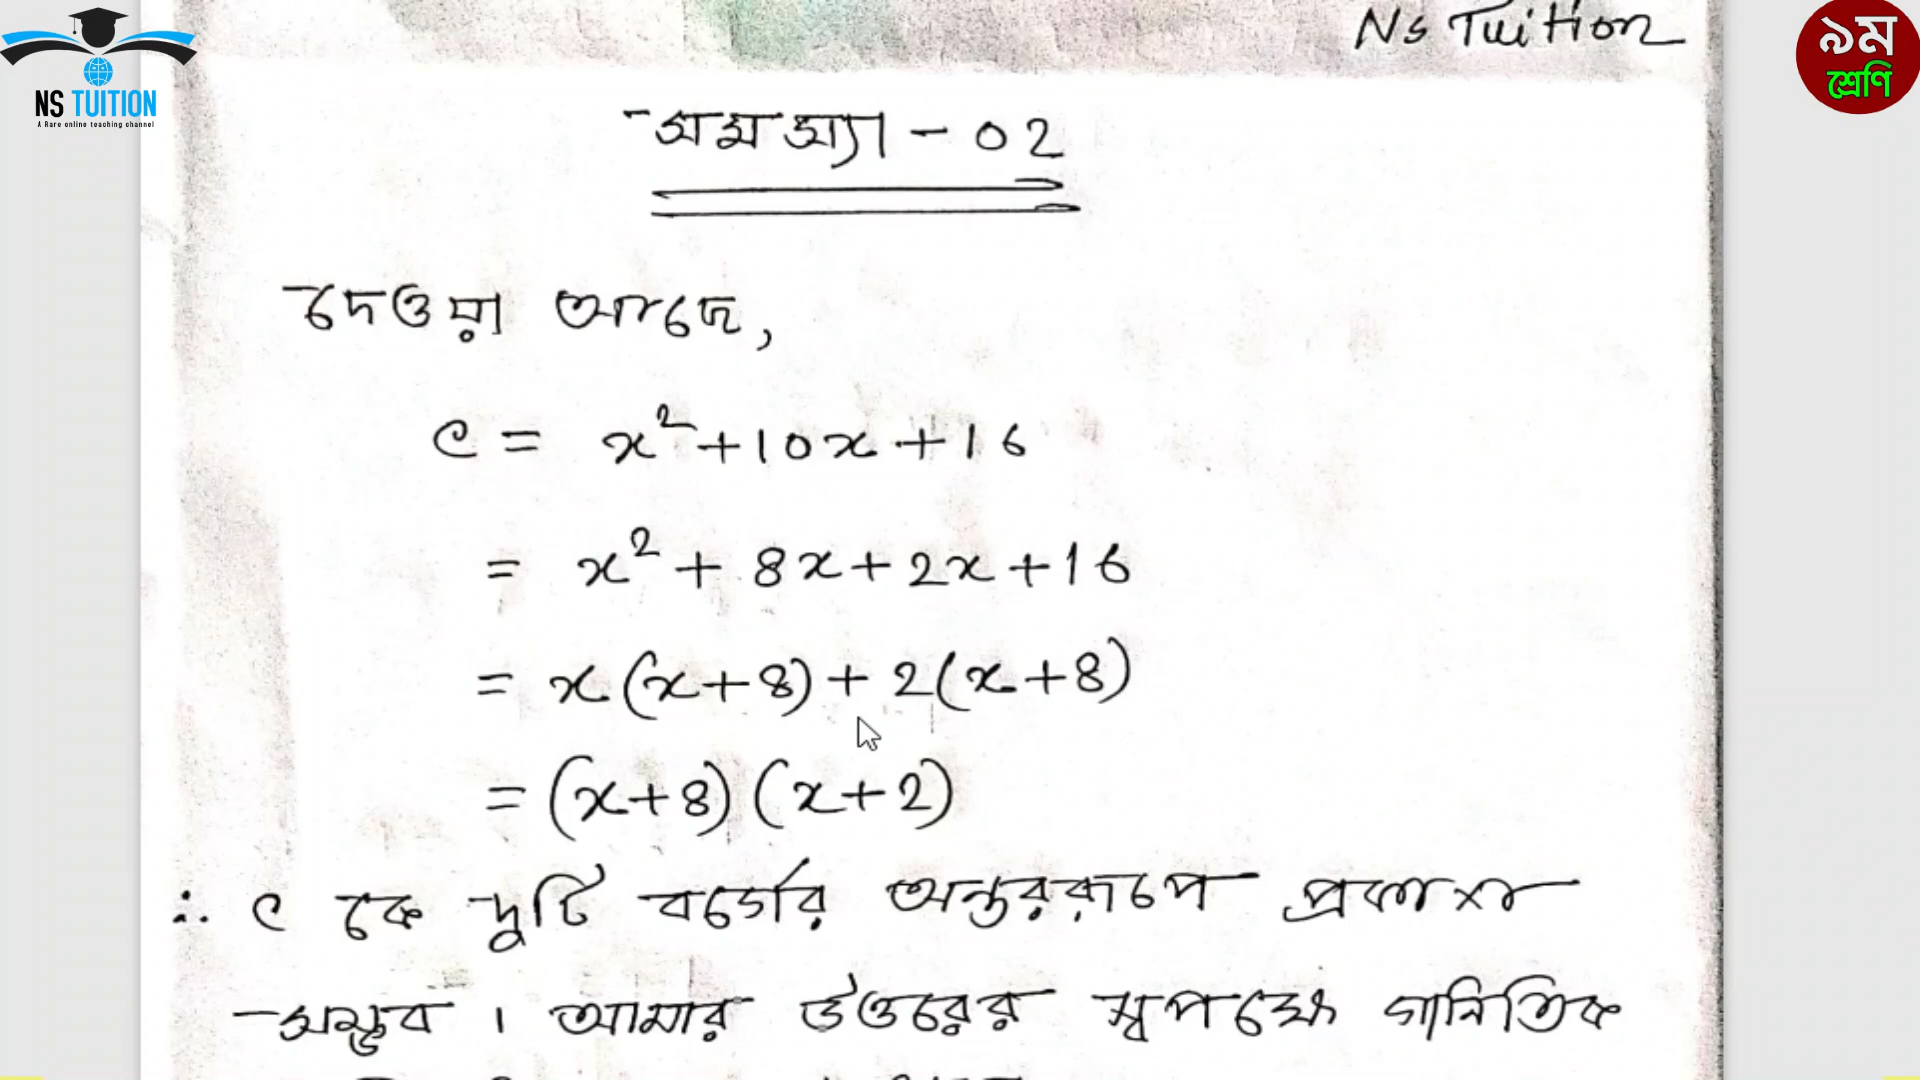 Ns Tuition
৯ম
শ্রেণি
NS TUITION
A Rare online teaching channel
সমস্যা - 02
দেওয়া আছে,
C = x² + 10x + 16
= x² + 8x + 2x + 16
= x(x+8) + 2(x+8)
= (x+8)(x+2)
∴ C কে দুটি বর্গের অন্তররূপে প্রকাশ
সম্ভব । আমার উত্তরের স্বপক্ষে গানিতিক